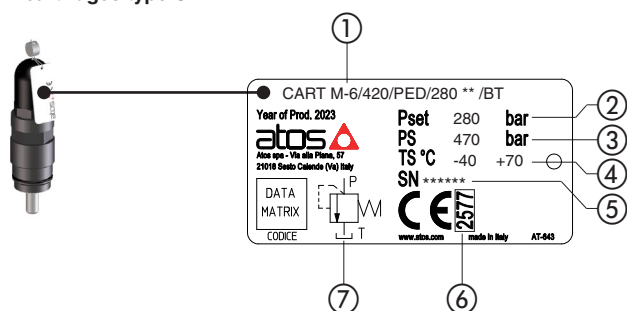 ①
CART M-6/420/PED/280 ** /BT
Year of Prod. 2023
atos
Atos spa - Via alla Piana, 57
21018 Sesto Calende (Va) Italy
Pset 280 bar ②
PS 470 bar ③
TS °C -40 +70 ④
SN ****** ⑤
DATA
MATRIX
CODICE
P
T
CE 2577
www.atos.com made in Italy AT-643
⑦ ⑥